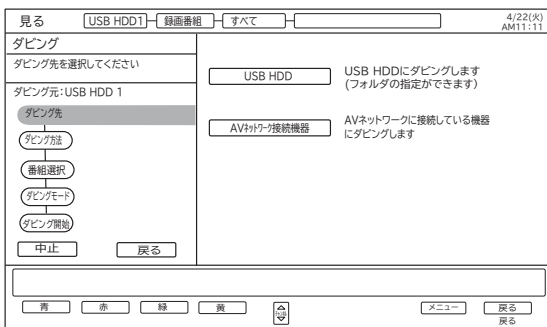 見る
USB HDD1
録画番組
すべて
4/22(火)
AM11:11
ダビング
ダビング先を選択してください
ダビング元:USB HDD 1
ダビング先
ダビング方法
番組選択
ダビングモード
ダビング開始
中止
戻る
USB HDD
USB HDDにダビングします
(フォルダの指定ができます)
AVネットワーク接続機器
AVネットワークに接続している機器
にダビングします
青
赤
緑
黄
メニュー
戻る
戻る